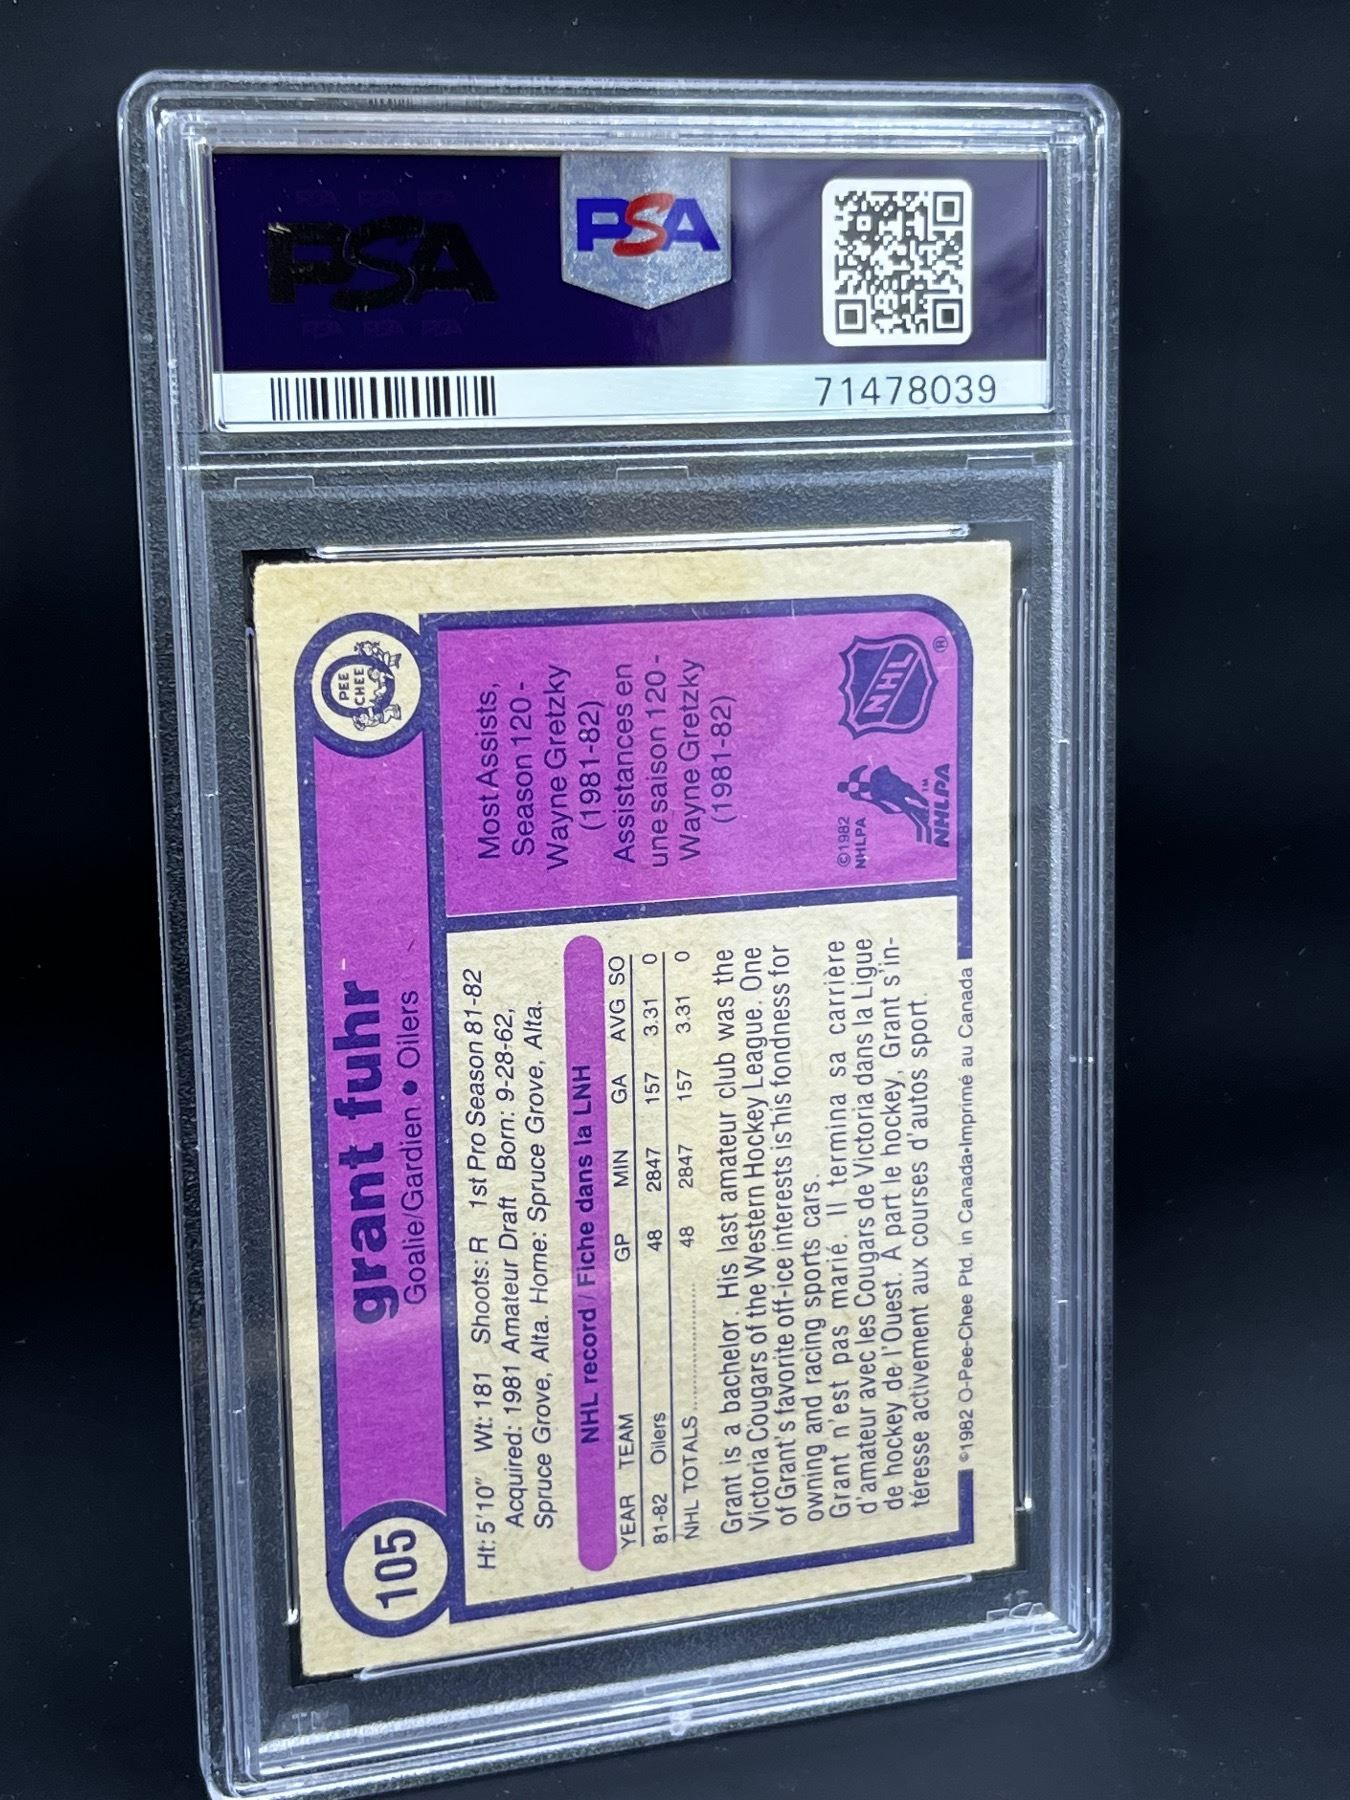 PSA
PSA
71478039
105
grant fuhr
Goalie/Gardien • Oilers
O
PEE
CHEE
Ht: 5'10" Wt: 181 Shoots: R 1st Pro Season 81-82
Acquired: 1981 Amateur Draft Born: 9-28-62,
Spruce Grove, Alta. Home: Spruce Grove, Alta.
NHL record / Fiche dans la LNH
YEAR TEAM GP MIN GA AVG. SO
81-82 Oilers 48 2847 157 3.31 0
NHL TOTALS .................. 48 2847 157 3.31 0
Grant is a bachelor. His last amateur club was the
Victoria Cougars of the Western Hockey League. One
of Grant's favorite off-ice interests is his fondness for
owning and racing sports cars.
Grant n'est pas marié. Il termina sa carrière
d'amateur avec les Cougars de Victoria dans la Ligue
de hockey de l'Ouest. A part le hockey, Grant s'in-
téresse activement aux courses d'autos sport.
Most Assists,
Season 120 -
Wayne Gretzky
(1981-82)
Assistances en
une saison 120 -
Wayne Gretzky
(1981-82)
©1982
NHLPA
NHLPA
TM
NHL
®
©1982 O-Pee-Chee Ptd. in Canada•Imprimé au Canada
PSA